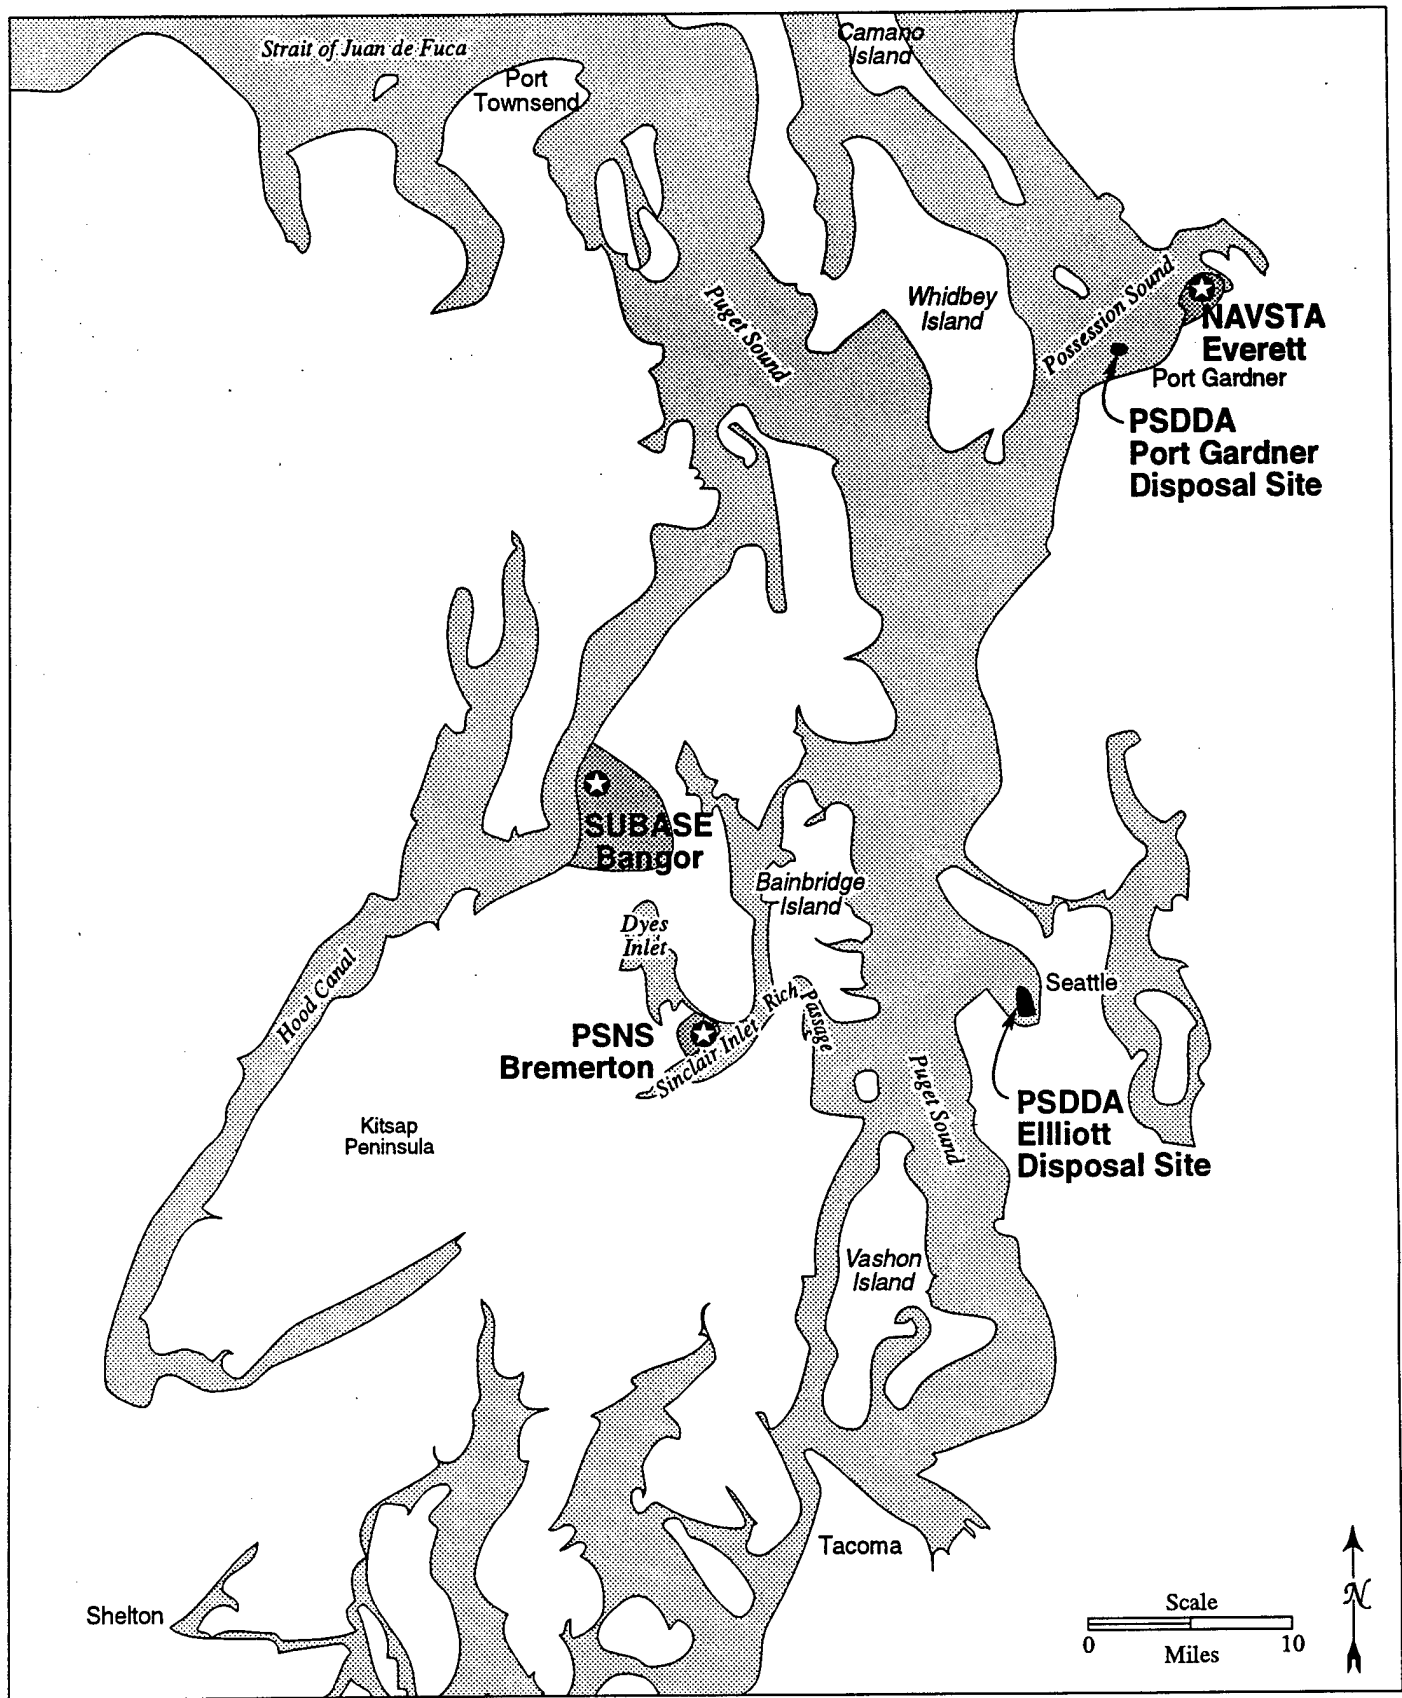 Strait of Juan de Fuca
Camano
Island
Port
Townsend
Puget Sound
Whidbey
Island
Possession Sound
NAVSTA
Everett
Port Gardner
PSDDA
Port Gardner
Disposal Site
SUBASE
Bangor
Bainbridge
Island
Dyes
Inlet
Hood Canal
Seattle
PSNS
Bremerton
Sinclair Inlet
Rich Passage
Puget Sound
PSDDA
Ellliott
Disposal Site
Kitsap
Peninsula
Vashon
Island
Tacoma
Shelton
Scale
0 10
Miles
N